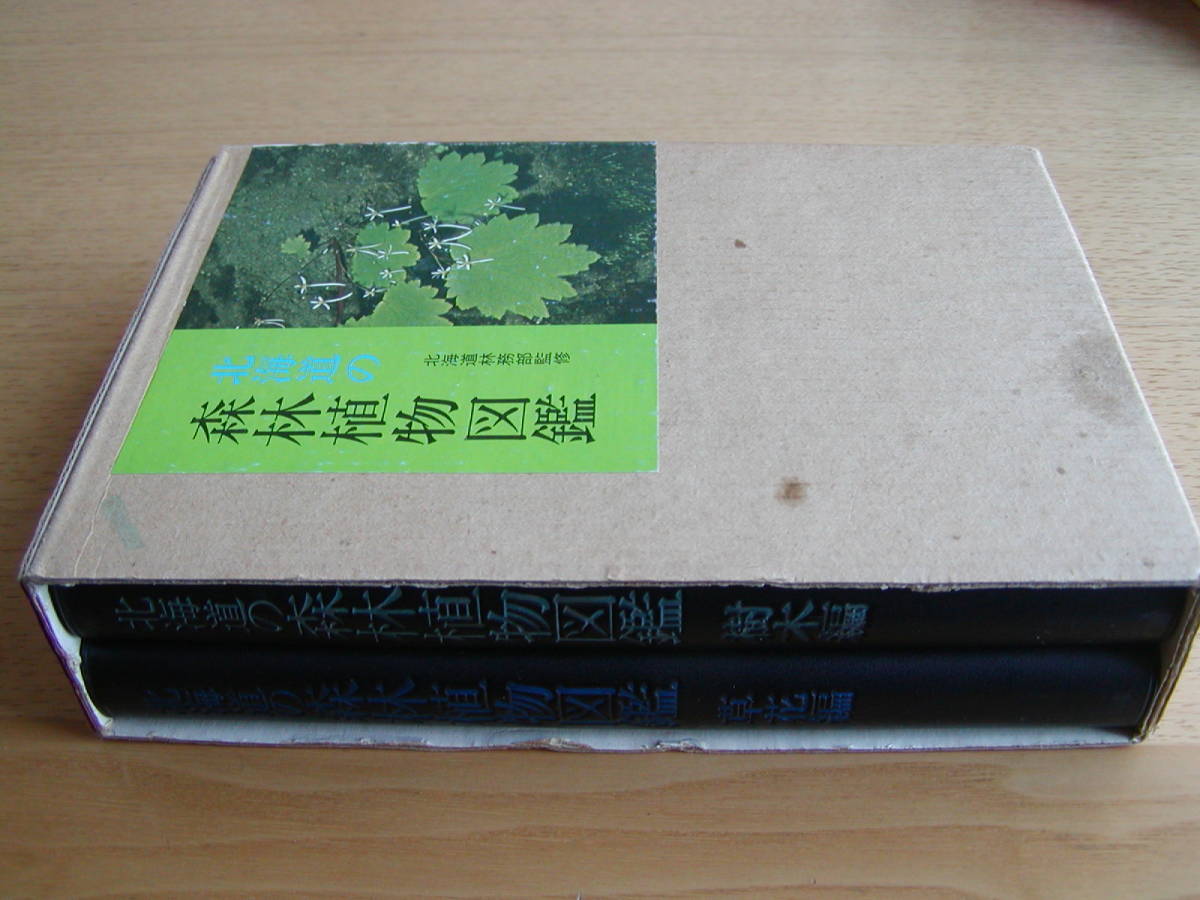 北海道の
森林植物図鑑
北海道林務部監修
北海道の森林植物図鑑 樹木編
北海道の森林植物図鑑 草花編